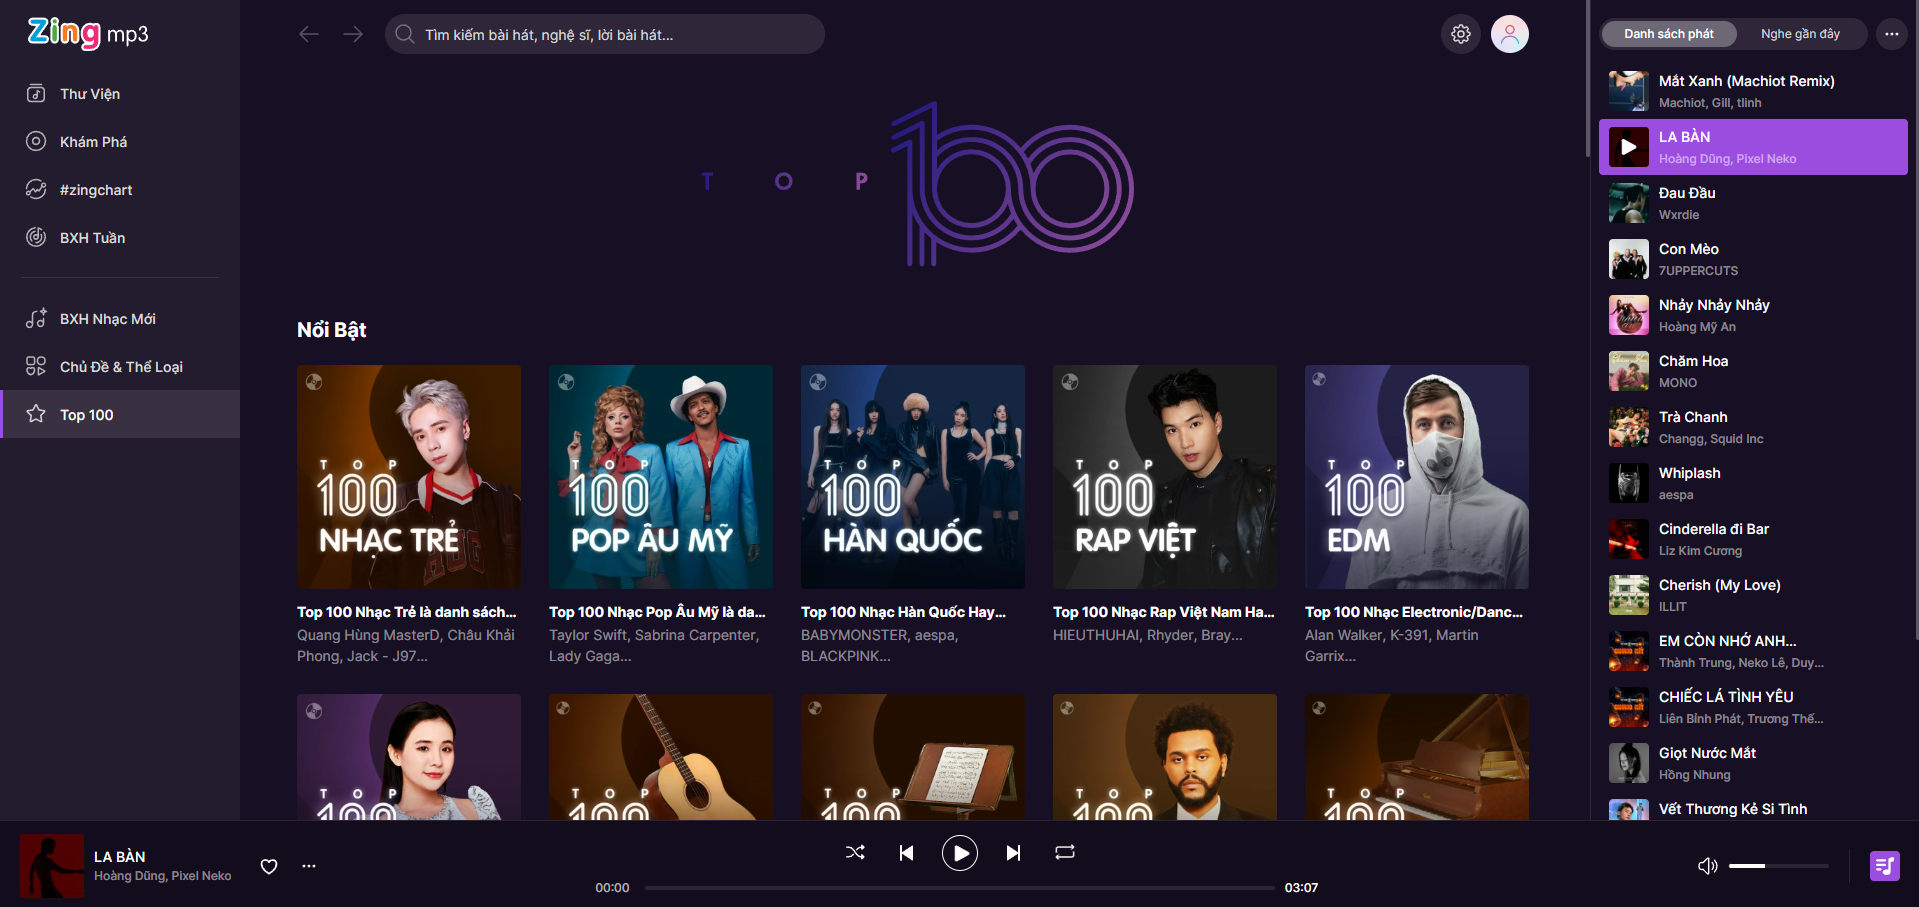 Zing mp3
Thư Viện
Khám Phá
#zingchart
BXH Tuần
BXH Nhạc Mới
Chủ Đề & Thể Loại
Top 100
Tìm kiếm bài hát, nghệ sĩ, lời bài hát...
TOP 100
Nổi Bật
TOP
100
NHẠC TRẺ
Top 100 Nhạc Trẻ là danh sách...
Quang Hùng MasterD, Châu Khải
Phong, Jack - J97...
TOP
100
POP ÂU MỸ
Top 100 Nhạc Pop Âu Mỹ là da...
Taylor Swift, Sabrina Carpenter,
Lady Gaga...
TOP
100
HÀN QUỐC
Top 100 Nhạc Hàn Quốc Hay...
BABYMONSTER, aespa,
BLACKPINK...
TOP
100
RAP VIỆT
Top 100 Nhạc Rap Việt Nam Ha...
HIEUTHUHAI, Rhyder, Bray...
TOP
100
EDM
Top 100 Nhạc Electronic/Danc...
Alan Walker, K-391, Martin
Garrix...
TOP
100
TOP
100
TOP
100
TOP
100
TOP
100
Danh sách phát
Nghe gần đây
Mắt Xanh (Machiot Remix)
Machiot, Gill, tlinh
LA BÀN
Hoàng Dũng, Pixel Neko
Đau Đầu
Wxrdie
Con Mèo
7UPPERCUTS
Nhảy Nhảy Nhảy
Hoàng Mỹ An
Chăm Hoa
MONO
Trà Chanh
Changg, Squid Inc
Whiplash
aespa
Cinderella đi Bar
Liz Kim Cương
Cherish (My Love)
ILLIT
EM CÒN NHỚ ANH...
Thành Trung, Neko Lê, Duy...
CHIẾC LÁ TÌNH YÊU
Liên Bỉnh Phát, Trương Thế...
Giọt Nước Mắt
Hồng Nhung
Vết Thương Kẻ Si Tình
LA BÀN
Hoàng Dũng, Pixel Neko
00:00
03:07